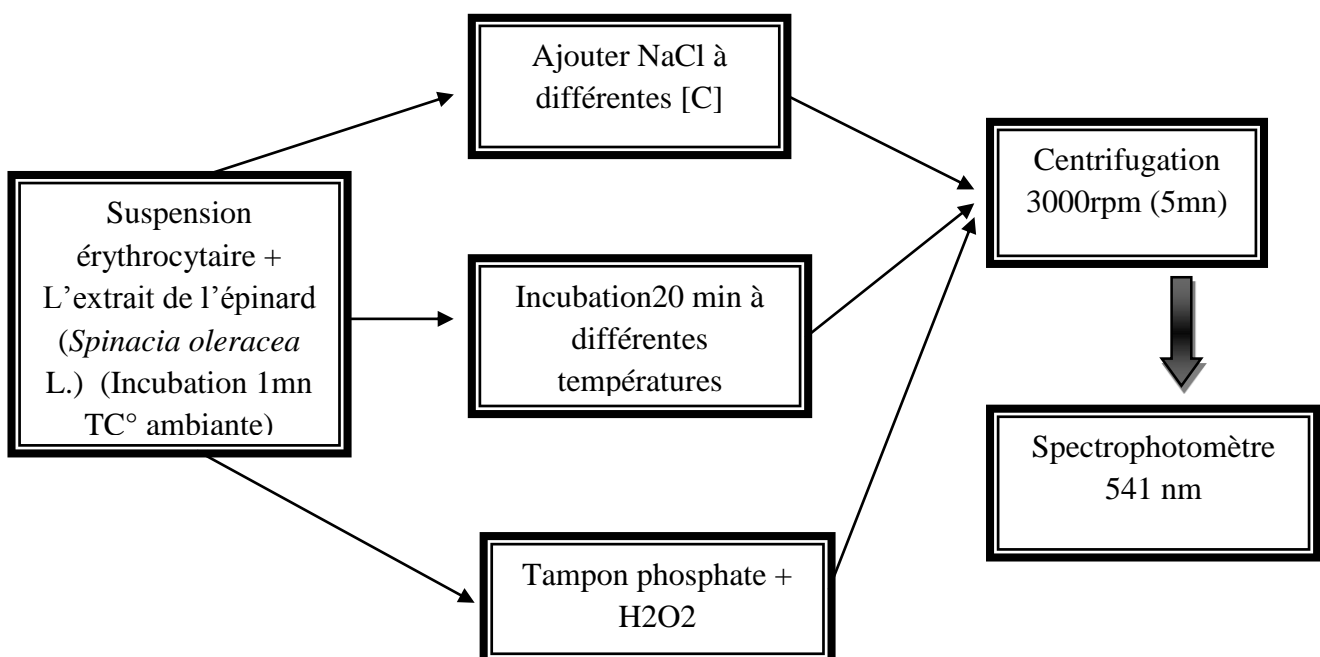 Suspension
érythrocytaire +
L’extrait de l’épinard
(Spinacia oleracea
L.) (Incubation 1mn
TC° ambiante)
Ajouter NaCl à
différentes [C]
Incubation20 min à
différentes
températures
Tampon phosphate +
H2O2
Centrifugation
3000rpm (5mn)
Spectrophotomètre
541 nm